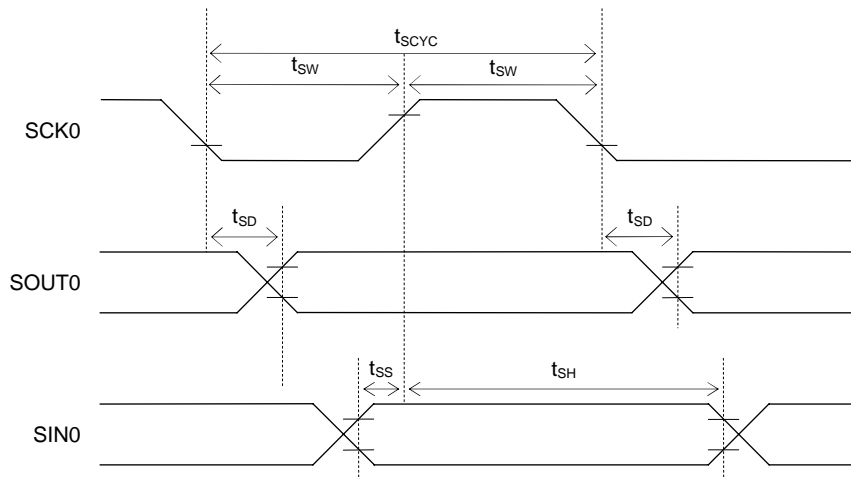 tSCYC
tSW tSW
SCK0
tSD tSD
SOUT0
tSS tSH
SIN0